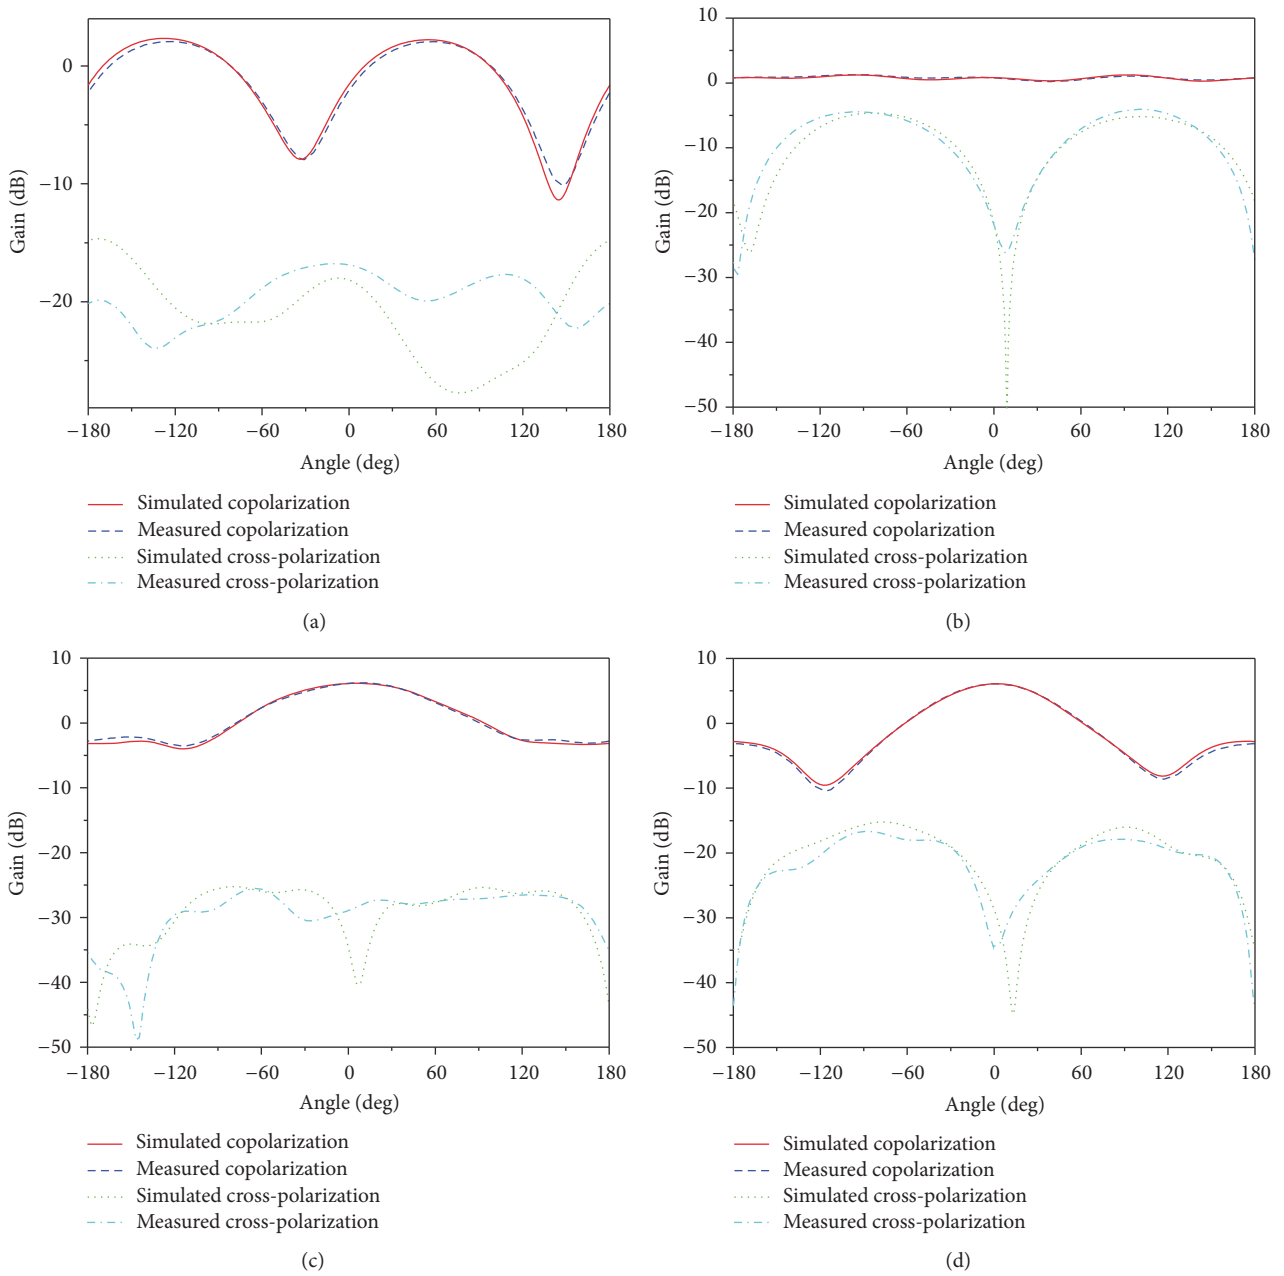 0
−10
−20
Gain (dB)
−180 −120 −60 0 60 120 180
Angle (deg)
Simulated copolarization
Measured copolarization
Simulated cross-polarization
Measured cross-polarization
(a)
10
0
−10
−20
−30
−40
−50
Gain (dB)
−180 −120 −60 0 60 120 180
Angle (deg)
Simulated copolarization
Measured copolarization
Simulated cross-polarization
Measured cross-polarization
(b)
10
0
−10
−20
−30
−40
−50
Gain (dB)
−180 −120 −60 0 60 120 180
Angle (deg)
Simulated copolarization
Measured copolarization
Simulated cross-polarization
Measured cross-polarization
(c)
10
0
−10
−20
−30
−40
−50
Gain (dB)
−180 −120 −60 0 60 120 180
Angle (deg)
Simulated copolarization
Measured copolarization
Simulated cross-polarization
Measured cross-polarization
(d)